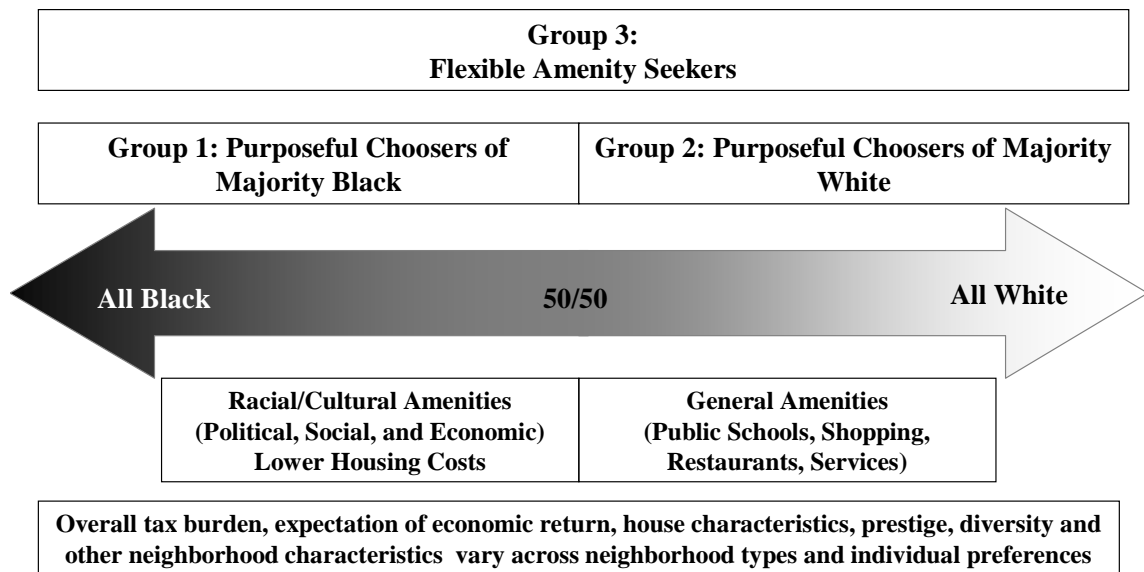 Group 3:
Flexible Amenity Seekers
Group 1: Purposeful Choosers of
Majority Black
Group 2: Purposeful Choosers of Majority
White
All Black
50/50
All White
Racial/Cultural Amenities
(Political, Social, and Economic)
Lower Housing Costs
General Amenities
(Public Schools, Shopping,
Restaurants, Services)
Overall tax burden, expectation of economic return, house characteristics, prestige, diversity and
other neighborhood characteristics vary across neighborhood types and individual preferences